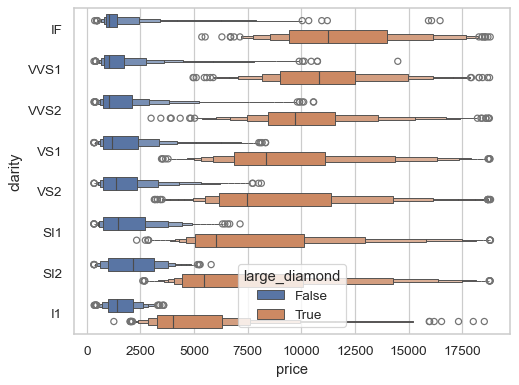 IF
VVS1
VVS2
VS1
VS2
SI1
SI2
I1
clarity
large_diamond
False
True
0 2500 5000 7500 10000 12500 15000 17500
price